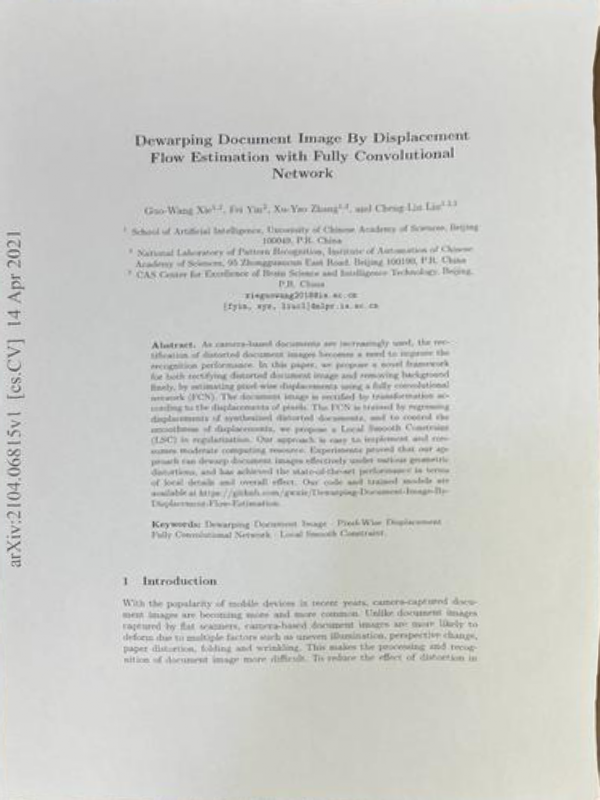 Dewarping Document Image By Displacement
Flow Estimation with Fully Convolutional
Network
Guo-Wang Xie1,2, Fei Yin2, Xu-Yao Zhang1,2, and Cheng-Lin Liu1,2,3
1 School of Artificial Intelligence, University of Chinese Academy of Sciences, Beijing
100049, P.R. China
2 National Laboratory of Pattern Recognition, Institute of Automation of Chinese
Academy of Sciences, 95 Zhongguancun East Road, Beijing 100190, P.R. China
3 CAS Center for Excellence of Brain Science and Intelligence Technology, Beijing,
P.R. China
xieguowang2018@ia.ac.cn
{fyin, xyz, liucl}@nlpr.ia.ac.cn
Abstract. As camera-based documents are increasingly used, the rec-
tification of distorted document images becomes a need to improve the
recognition performance. In this paper, we propose a novel framework
for both rectifying distorted document image and removing background
finely, by estimating pixel-wise displacements using a fully convolutional
network (FCN). The document image is rectified by transformation ac-
cording to the displacements of pixels. The FCN is trained by regressing
displacements of synthesized distorted documents, and to control the
smoothness of displacements, we propose a Local Smooth Constraint
(LSC) in regularization. Our approach is easy to implement and con-
sumes moderate computing resource. Experiments proved that our ap-
proach can dewarp document images effectively under various geometric
distortions, and has achieved the state-of-the-art performance in terms
of local details and overall effect. Our code and trained models are
available at https://github.com/gwxie/Dewarping-Document-Image-By-
Displacement-Flow-Estimation.
Keywords: Dewarping Document Image · Pixel-Wise Displacement ·
Fully Convolutional Network · Local Smooth Constraint.
1 Introduction
With the popularity of mobile devices in recent years, camera-captured docu-
ment images are becoming more and more common. Unlike document images
captured by flat scanners, camera-based document images are more likely to
deform due to multiple factors such as uneven illumination, perspective change,
paper distortion, folding and wrinkling. This makes the processing and recog-
nition of document image more difficult. To reduce the effect of distortion in
arXiv:2104.06815v1 [cs.CV] 14 Apr 2021